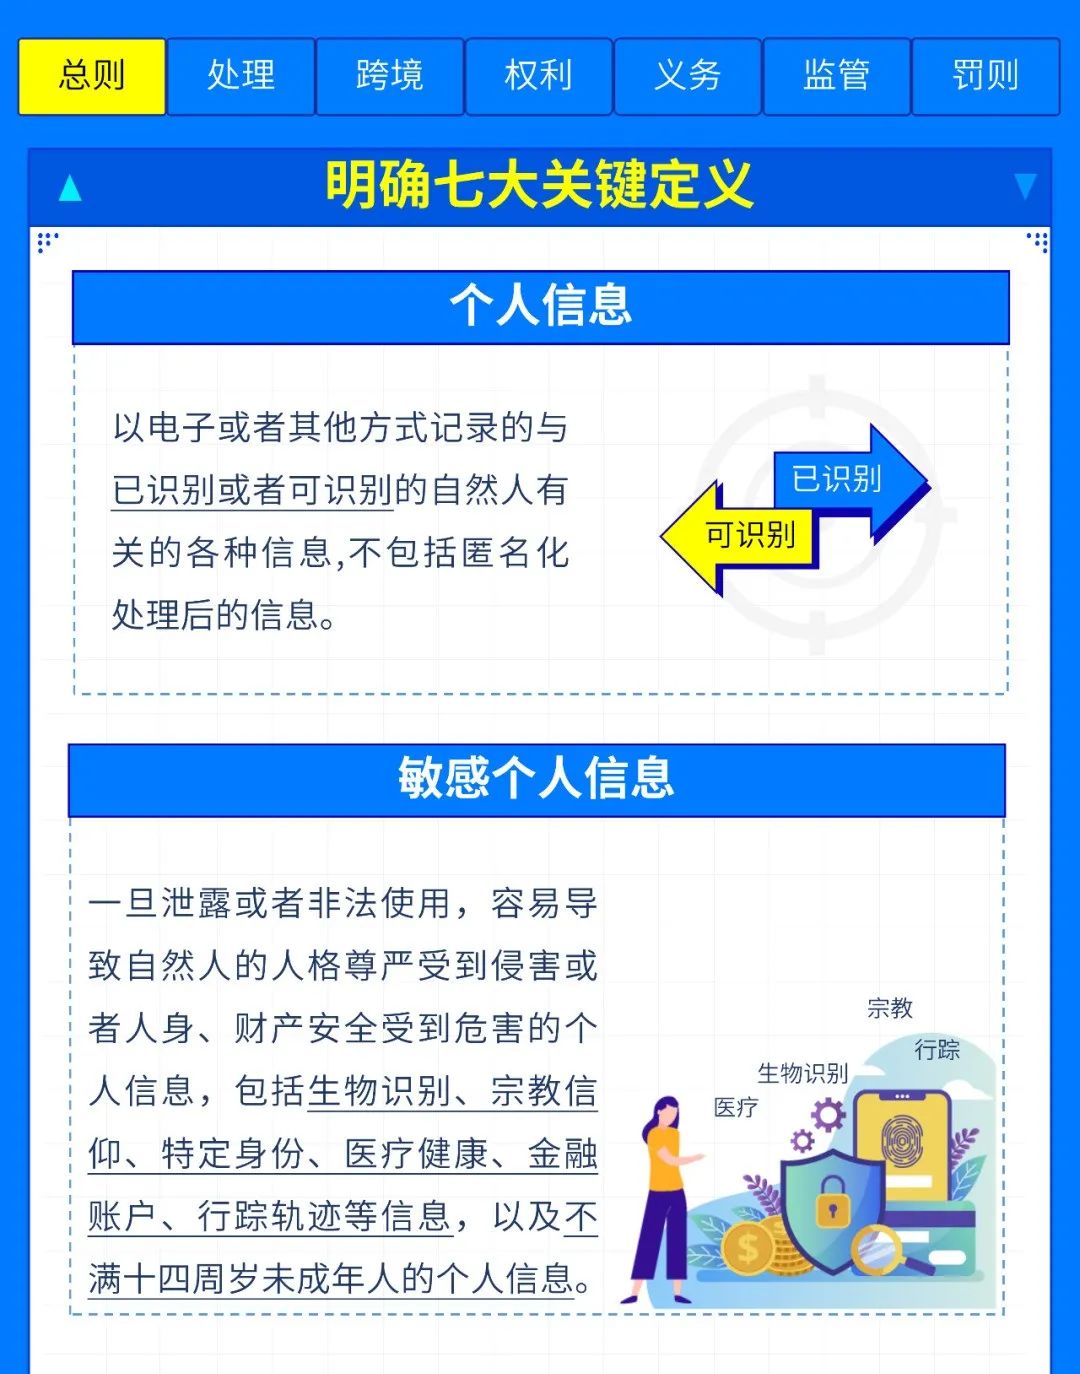 总则 处理 跨境 权利 义务 监管 罚则
明确七大关键定义
个人信息
以电子或者其他方式记录的与
已识别或者可识别的自然人有
关的各种信息,不包括匿名化
处理后的信息。
已识别
可识别
敏感个人信息
一旦泄露或者非法使用，容易导
致自然人的人格尊严受到侵害或
者人身、财产安全受到危害的个
人信息，包括生物识别、宗教信
仰、特定身份、医疗健康、金融
账户、行踪轨迹等信息，以及不
满十四周岁未成年人的个人信息。
宗教
行踪
生物识别
医疗